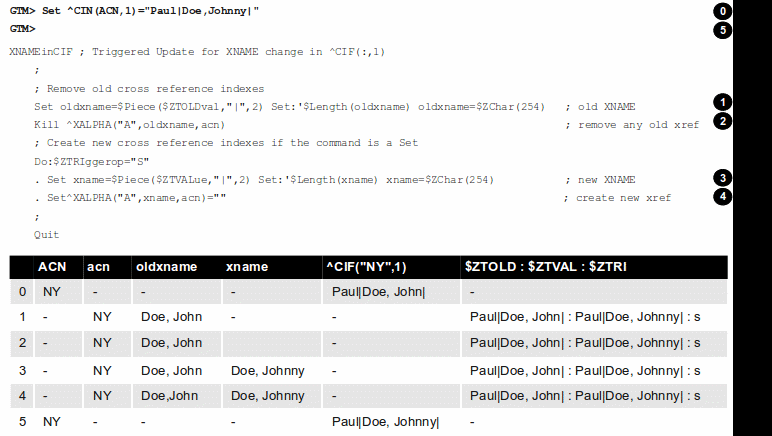 GTM> Set ^CIN(ACN,1)="Paul|Doe,Johnny|" 0
GTM> 5
XNAMEinCIF ; Triggered Update for XNAME change in ^CIF(:,1)
;
; Remove old cross reference indexes
Set oldxname=$Piece($ZTOLDval,"|",2) Set:'$Length(oldxname) oldxname=$ZChar(254) ; old XNAME 1
Kill ^XALPHA("A",oldxname,acn) ; remove any old xref 2
; Create new cross reference indexes if the command is a Set
Do:$ZTRIggerop="S"
. Set xname=$Piece($ZTVALue,"|",2) Set:'$Length(xname) xname=$ZChar(254) ; new XNAME 3
. Set^XALPHA("A",xname,acn)="" ; create new xref 4
;
Quit
ACN acn oldxname xname ^CIF("NY",1) $ZTOLD : $ZTVAL : $ZTRI
0 NY - - - Paul|Doe, John| -
1 - NY Doe, John - - Paul|Doe, John| : Paul|Doe, Johnny| : s
2 - NY Doe, John - Paul|Doe, John| : Paul|Doe, Johnny| : s
3 - NY Doe, John Doe, Johnny - Paul|Doe, John| : Paul|Doe, Johnny| : s
4 - NY Doe,John Doe, Johnny - Paul|Doe, John| : Paul|Doe, Johnny| : s
5 NY - - - Paul|Doe, Johnny| -